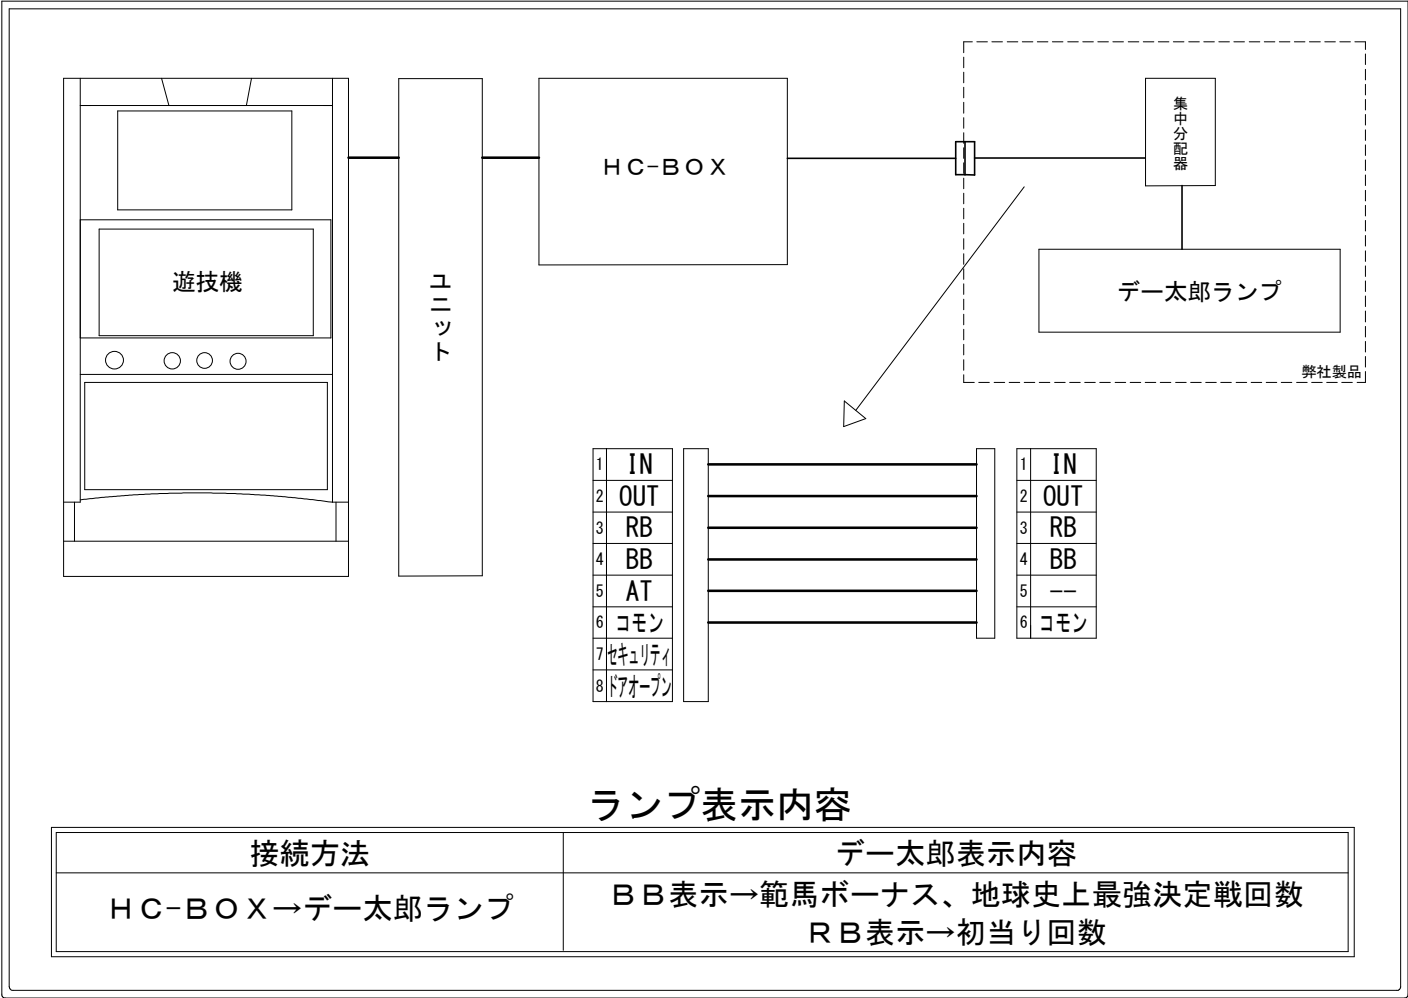 集中分配器
HC-BOX
遊技機
ユニット
デー太郎ランプ
弊社製品
1 IN
2 OUT
3 RB
4 BB
5 AT
6 コモン
7 セキュリティ
8 ドアオープン
1 IN
2 OUT
3 RB
4 BB
5 --
6 コモン
ランプ表示内容
接続方法 デー太郎表示内容
HC-BOX→デー太郎ランプ
BB表示→範馬ボーナス、地球史上最強決定戦回数
RB表示→初当り回数